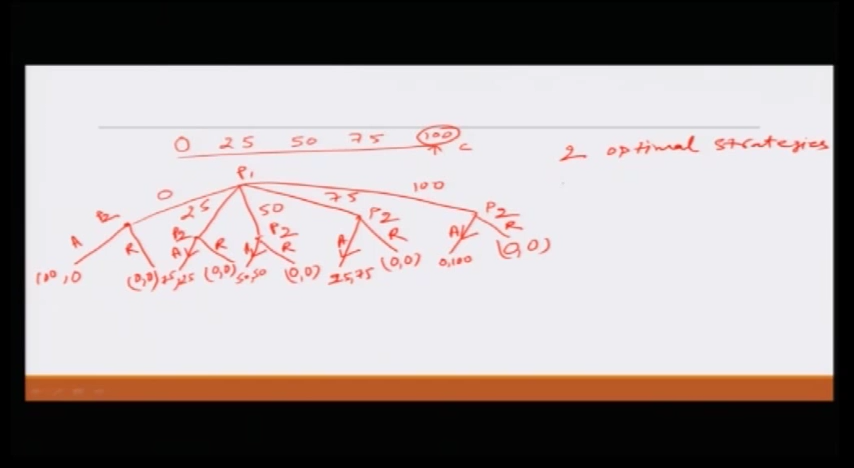 0 25 50 75 100
c
2 optimal strategies
P1
0 25 50 75 100
P2 P2 P2 P2 P2
A R A R A R A R A R
100,0 (0,0) 75,25 (0,0) 50,50 (0,0) 25,75 (0,0) 0,100 (0,0)